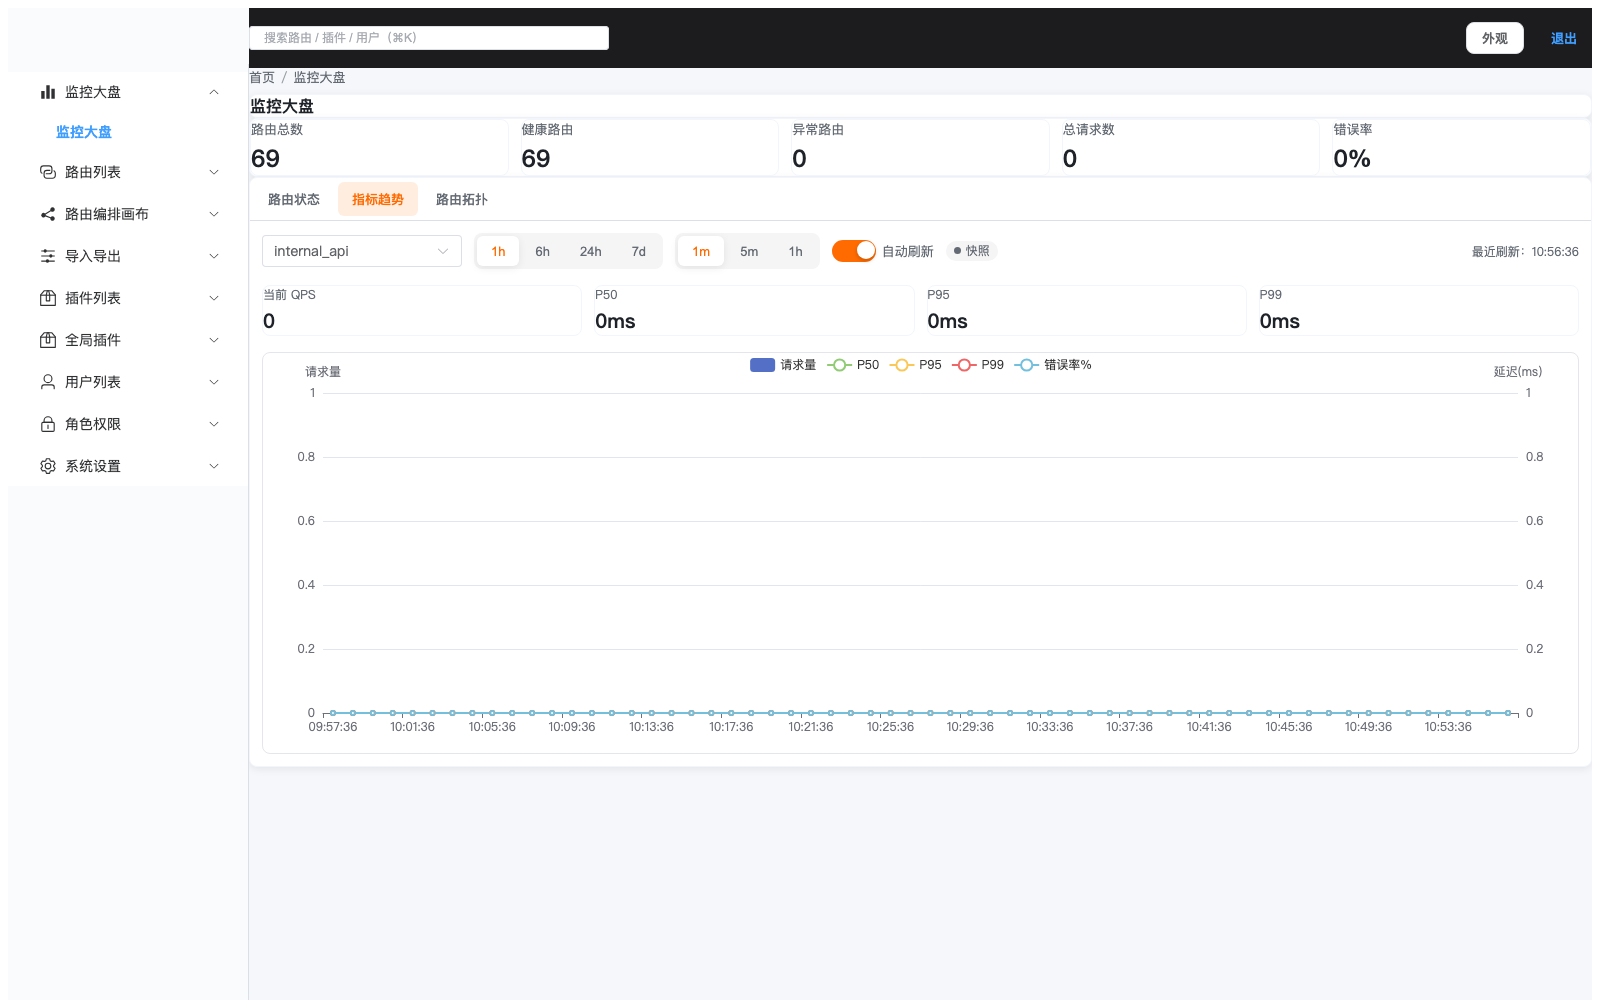 搜索路由 / 插件 / 用户（⌘K）
外观
退出
监控大盘
监控大盘
路由列表
路由编排画布
导入导出
插件列表
全局插件
用户列表
角色权限
系统设置
首页 / 监控大盘
监控大盘
路由总数 健康路由 异常路由 总请求数 错误率
69 69 0 0 0%
路由状态 指标趋势 路由拓扑
internal_api 1h 6h 24h 7d 1m 5m 1h 自动刷新 快照 最近刷新：10:56:36
当前 QPS P50 P95 P99
0 0ms 0ms 0ms
请求量 P50 P95 P99 错误率%
请求量 延迟(ms)
1 1
0.8 0.8
0.6 0.6
0.4 0.4
0.2 0.2
0 0
09:57:36 10:01:36 10:05:36 10:09:36 10:13:36 10:17:36 10:21:36 10:25:36 10:29:36 10:33:36 10:37:36 10:41:36 10:45:36 10:49:36 10:53:36